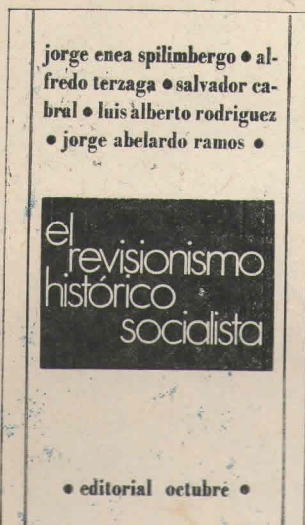 jorge enea spilimbergo ● al-
fredo terzaga ● salvador ca-
bral ● luis alberto rodriguez
● jorge abelardo ramos ●
el
revisionismo
histórico
socialista
● editorial octubre ●